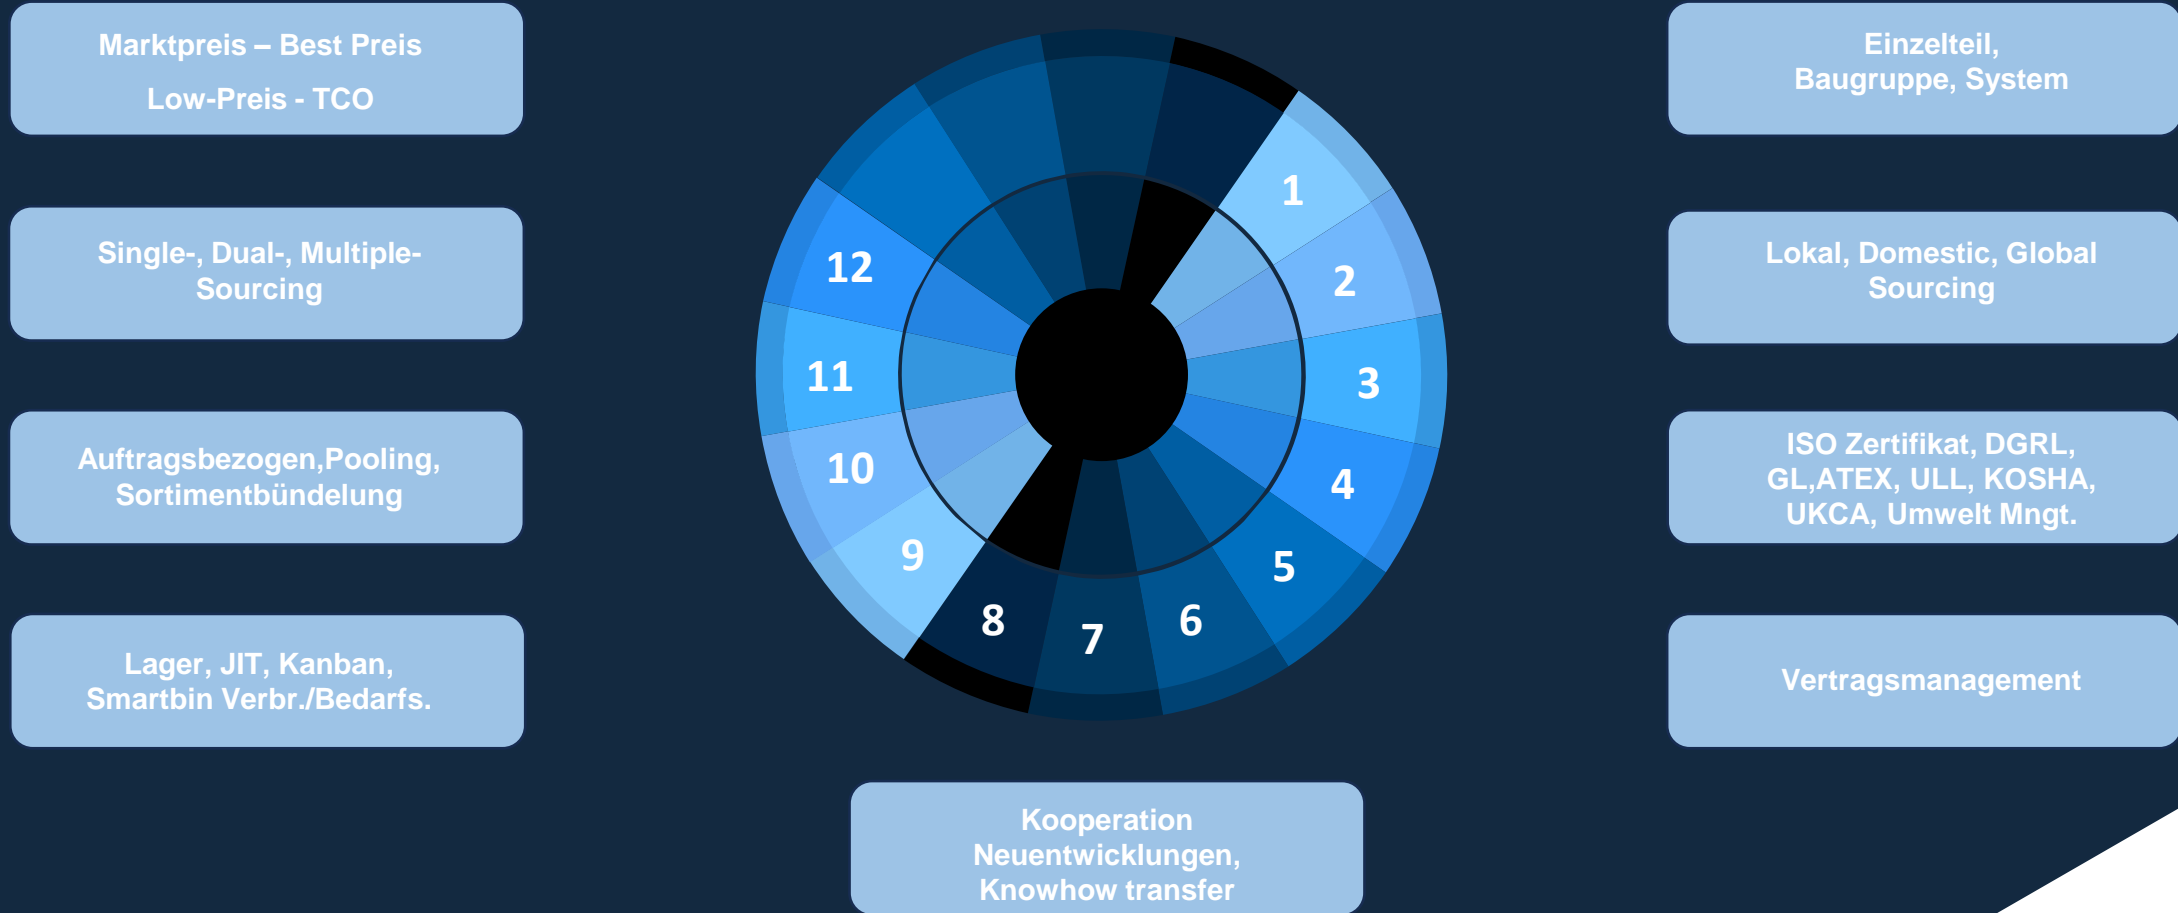 Marktpreis – Best Preis
Low-Preis - TCO
Single-, Dual-, Multiple-
Sourcing
Auftragsbezogen,Pooling,
Sortimentbündelung
Lager, JIT, Kanban,
Smartbin Verbr./Bedarfs.
1
2
3
4
5
6
7
8
9
10
11
12
Kooperation
Neuentwicklungen,
Knowhow transfer
Einzelteil,
Baugruppe, System
Lokal, Domestic, Global
Sourcing
ISO Zertifikat, DGRL,
GL,ATEX, ULL, KOSHA,
UKCA, Umwelt Mngt.
Vertragsmanagement